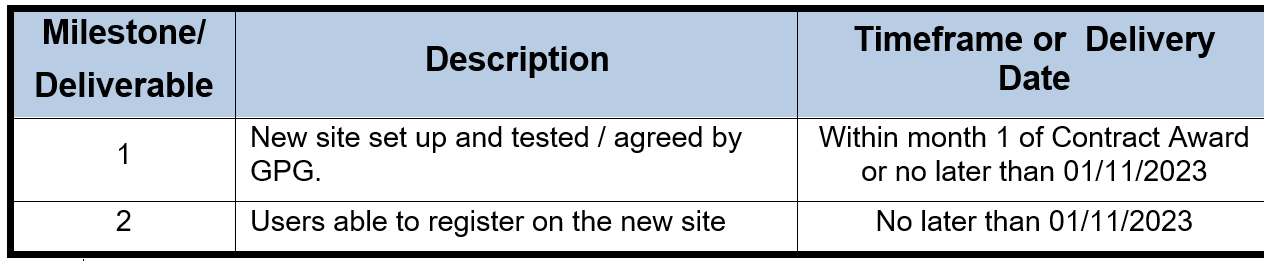 Milestone/
Deliverable
Description
Timeframe or  Delivery
Date
1
New site set up and tested / agreed by
GPG.
Within month 1 of Contract Award
or no later than 01/11/2023
2
Users able to register on the new site
No later than 01/11/2023